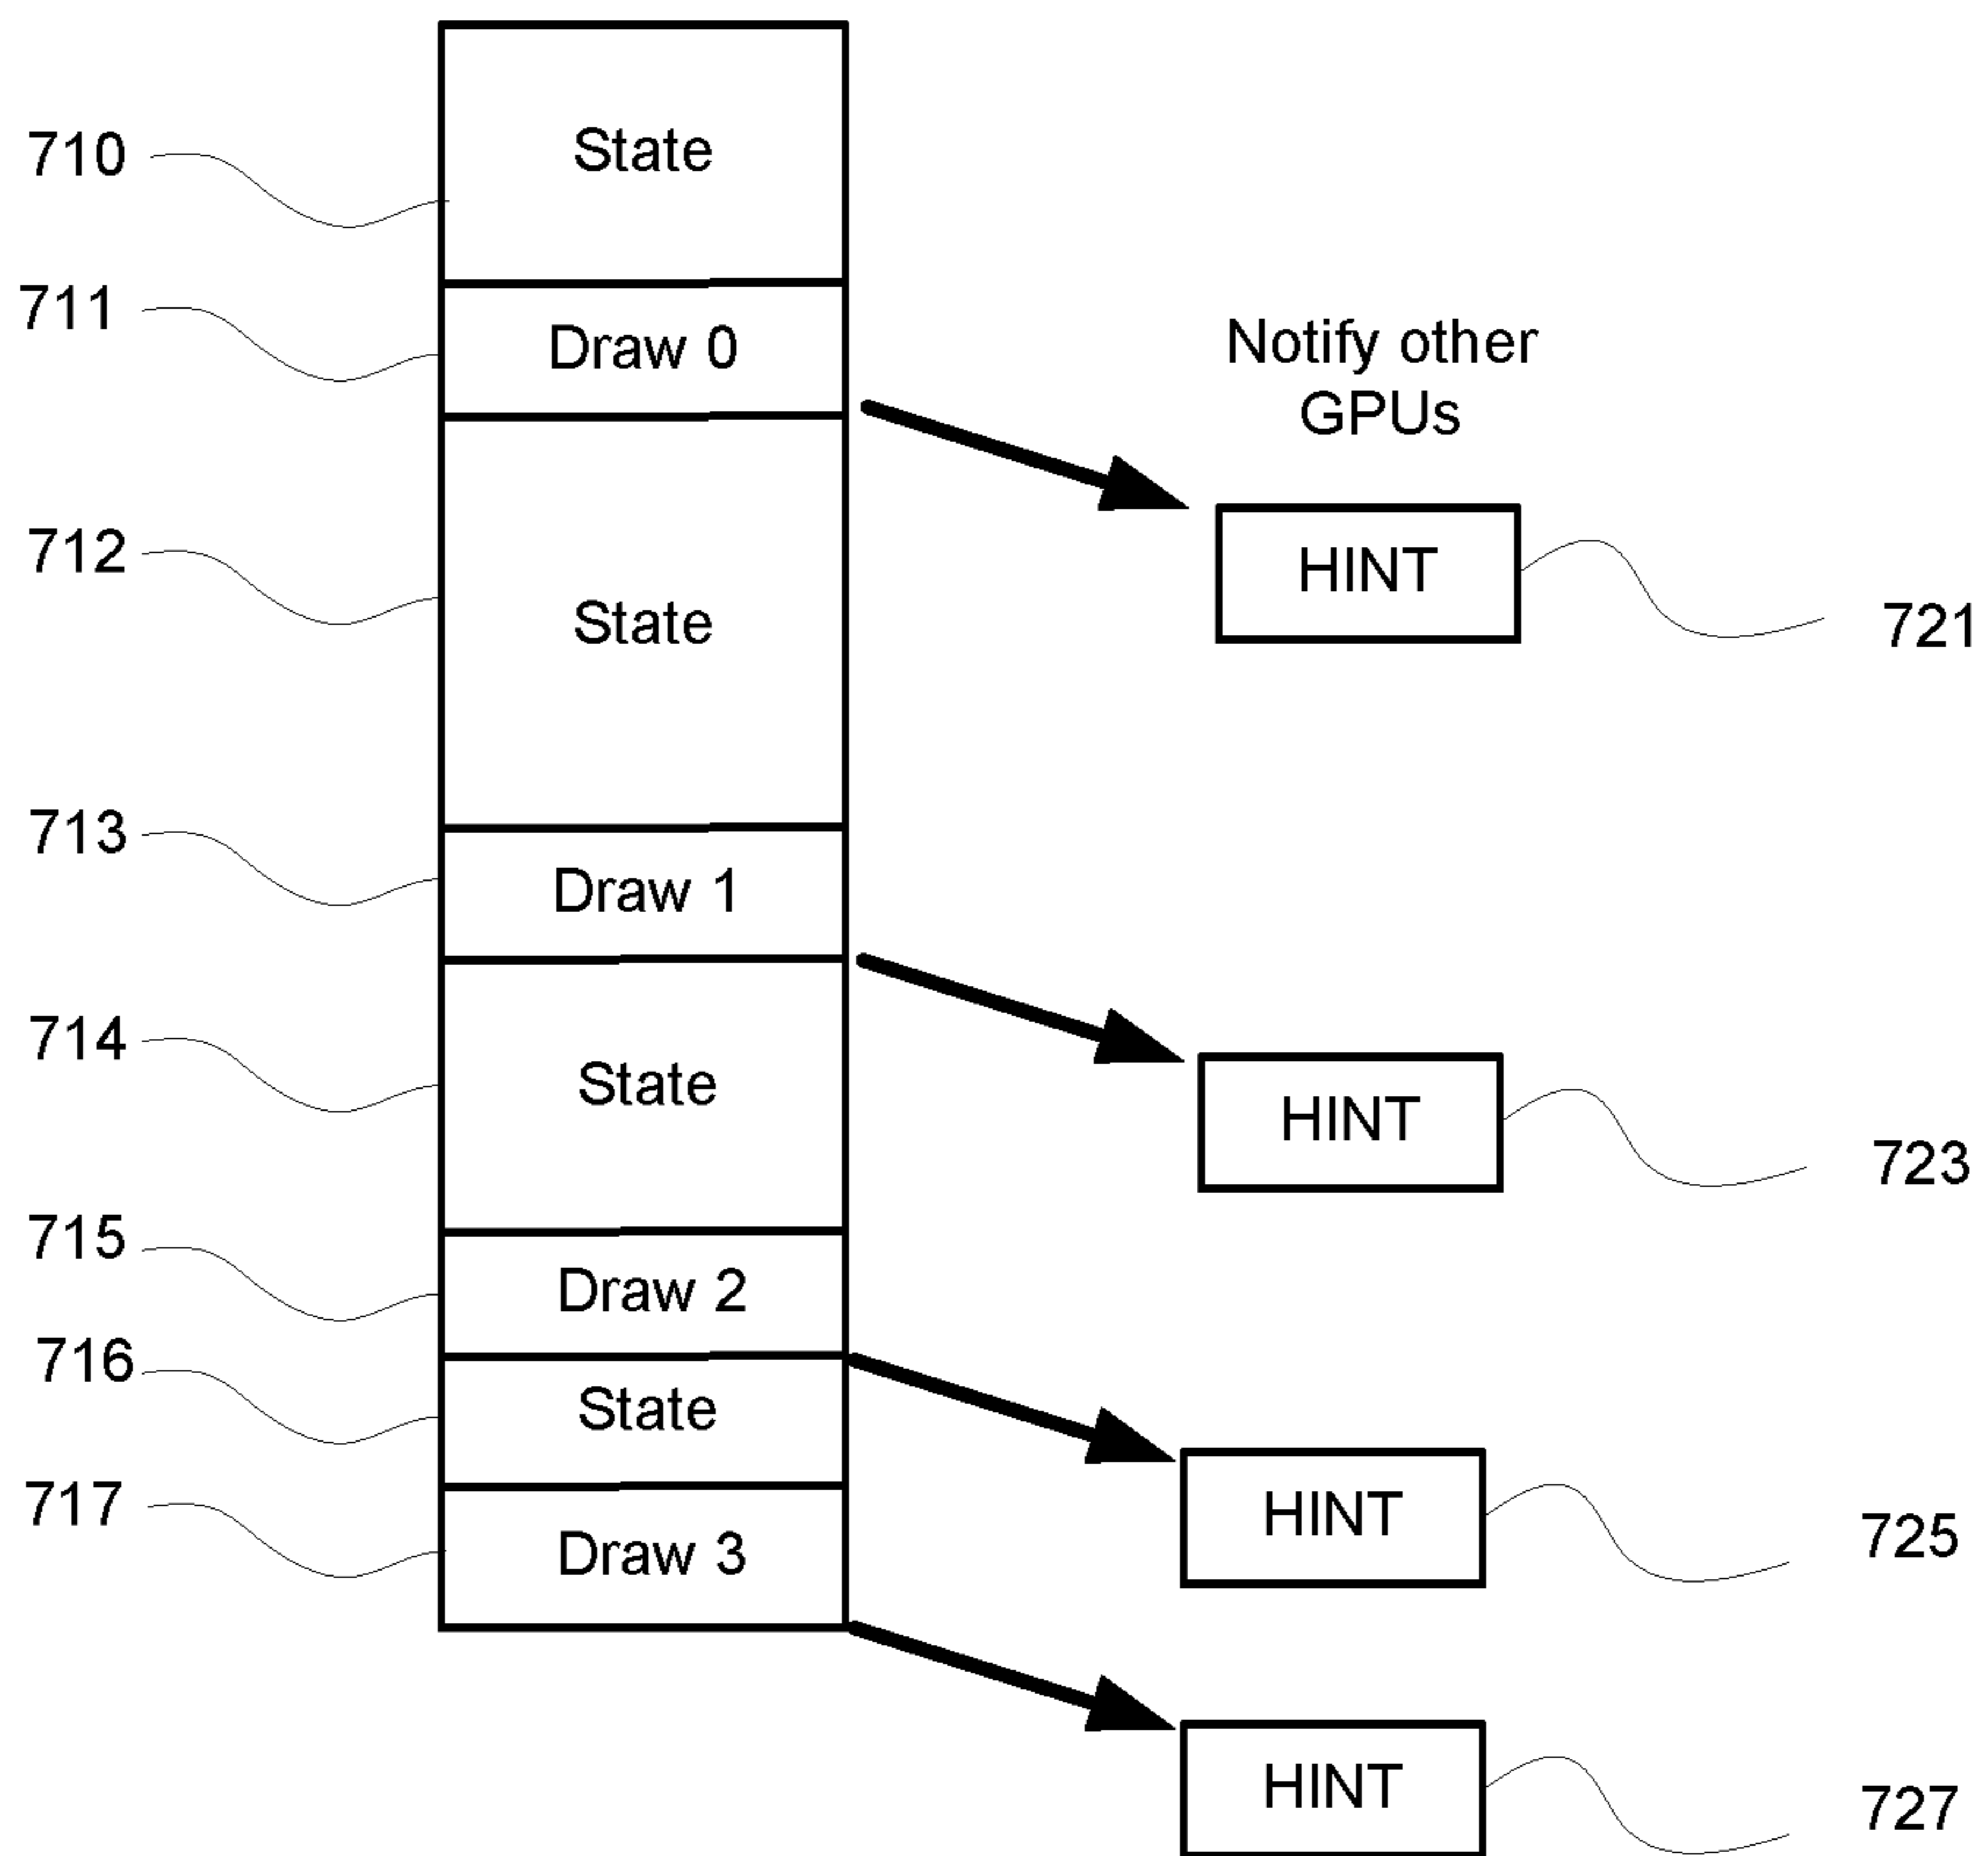 710
State
711
Draw 0
Notify other
GPUs
712
State
HINT
721
713
Draw 1
714
State
HINT
723
715
Draw 2
716
State
HINT
725
717
Draw 3
HINT
727